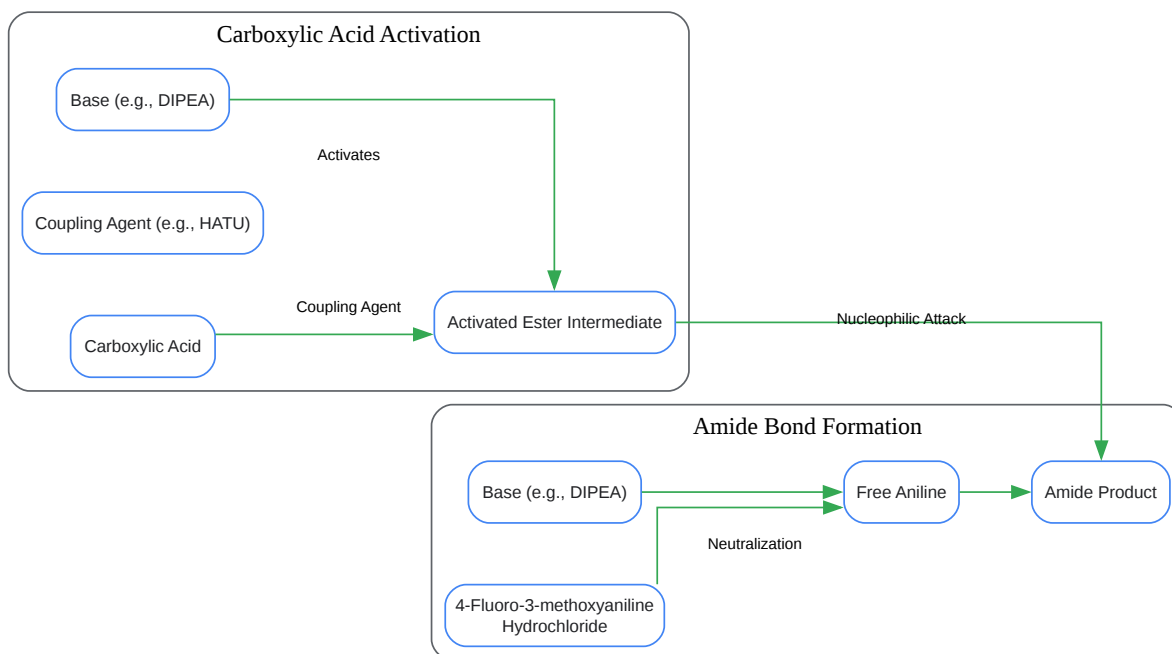 Carboxylic Acid Activation
Base (e.g., DIPEA)
Activates
Coupling Agent (e.g., HATU)
Coupling Agent
Carboxylic Acid
Activated Ester Intermediate
Nucleophilic Attack
Amide Bond Formation
Base (e.g., DIPEA)
Free Aniline
Amide Product
Neutralization
4-Fluoro-3-methoxyaniline
Hydrochloride